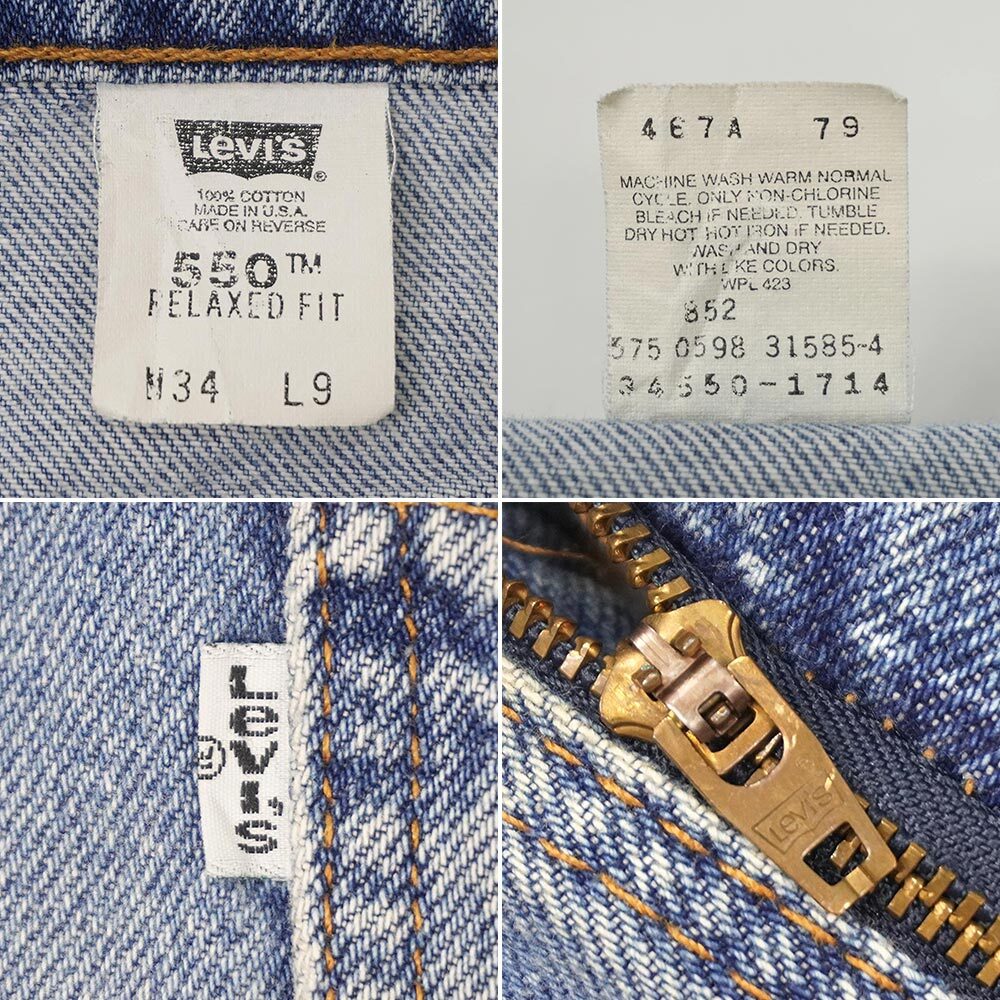 Levi's®
100% COTTON
MADE IN U.S.A.
CARE ON REVERSE
550™
RELAXED FIT
W34 L9
467A 79
MACHINE WASH WARM NORMAL
CYCLE. ONLY NON-CHLORINE
BLEACH IF NEEDED. TUMBLE
DRY HOT. HOT IRON IF NEEDED.
WASH AND DRY
WITH LIKE COLORS.
WPL 423
852
575 0598 31585-4
34550-1714
LEVI'S
®
Levi's